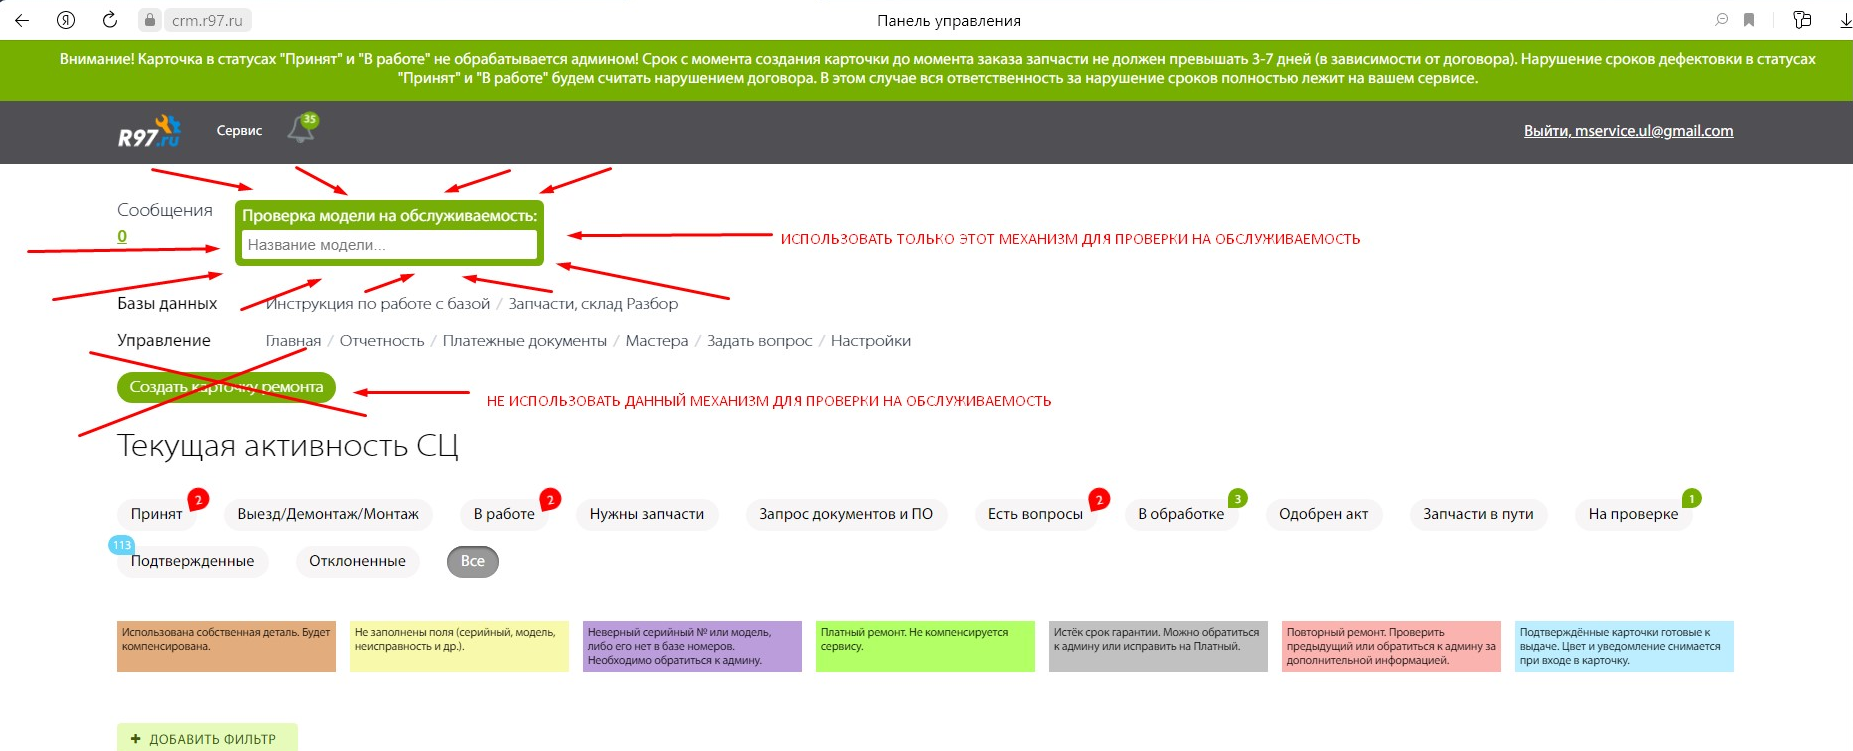 crm.r97.ru
Панель управления
Внимание! Карточка в статусах "Принят" и "В работе" не обрабатывается админом! Срок с момента создания карточки до момента заказа запчасти не должен превышать 3-7 дней (в зависимости от договора). Нарушение сроков дефектовки в статусах
"Принят" и "В работе" будем считать нарушением договора. В этом случае вся ответственность за нарушение сроков полностью лежит на вашем сервисе.
R97.ru
Сервис
35
Выйти, mservice.ul@gmail.com
Сообщения
0
Проверка модели на обслуживаемость:
Название модели...
ИСПОЛЬЗОВАТЬ ТОЛЬКО ЭТОТ МЕХАНИЗМ ДЛЯ ПРОВЕРКИ НА ОБСЛУЖИВАЕМОСТЬ
Базы данных
Инструкция по работе с базой / Запчасти, склад Разбор
Управление
Главная / Отчетность / Платежные документы / Мастера / Задать вопрос / Настройки
Создать карточку ремонта
НЕ ИСПОЛЬЗОВАТЬ ДАННЫЙ МЕХАНИЗМ ДЛЯ ПРОВЕРКИ НА ОБСЛУЖИВАЕМОСТЬ
Текущая активность СЦ
Принят 2
Выезд/Демонтаж/Монтаж
В работе 2
Нужны запчасти
Запрос документов и ПО
Есть вопросы 2
В обработке 3
Одобрен акт
Запчасти в пути
На проверке 1
113 Подтвержденные
Отклоненные
Все
Использована собственная деталь. Будет
компенсирована.
Не заполнены поля (серийный, модель,
неисправность и др.).
Неверный серийный № или модель,
либо его нет в базе номеров.
Необходимо обратиться к админу.
Платный ремонт. Не компенсируется
сервису.
Истёк срок гарантии. Можно обратиться
к админу или исправить на Платный.
Повторный ремонт. Проверить
предыдущий или обратиться к админу за
дополнительной информацией.
Подтверждённые карточки готовые к
выдаче. Цвет и уведомление снимается
при входе в карточку.
+ ДОБАВИТЬ ФИЛЬТР